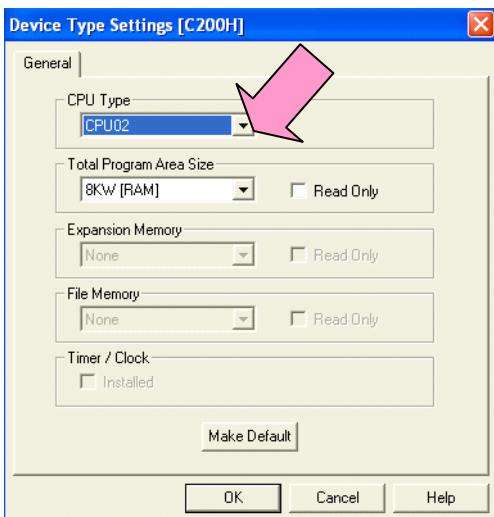 Device Type Settings [C200H]
General
CPU Type
CPU02
Total Program Area Size
8KW [RAM]
Read Only
Expansion Memory
None
Read Only
File Memory
None
Read Only
Timer / Clock
Installed
Make Default
OK Cancel Help